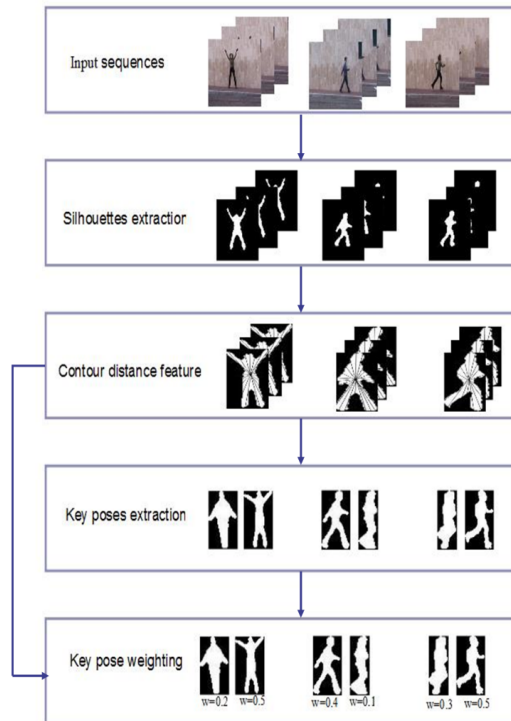 Input sequences
Silhouettes extraction
Contour distance feature
Key poses extraction
Key pose weighting
w=0.2 w=0.5 w=0.4 w=0.1 w=0.3 w=0.5